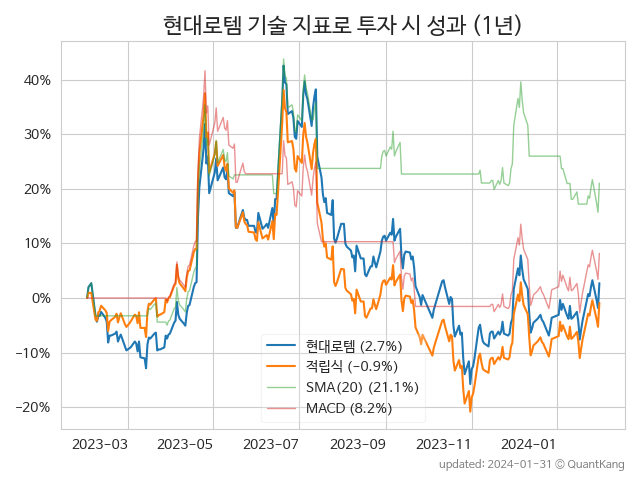 현대로템 기술 지표로 투자 시 성과 (1년)
40%
30%
20%
10%
0%
−10%
−20%
현대로템 (2.7%)
적립식 (−0.9%)
SMA(20) (21.1%)
MACD (8.2%)
2023-03 2023-05 2023-07 2023-09 2023-11 2024-01
updated: 2024-01-31 © QuantKang